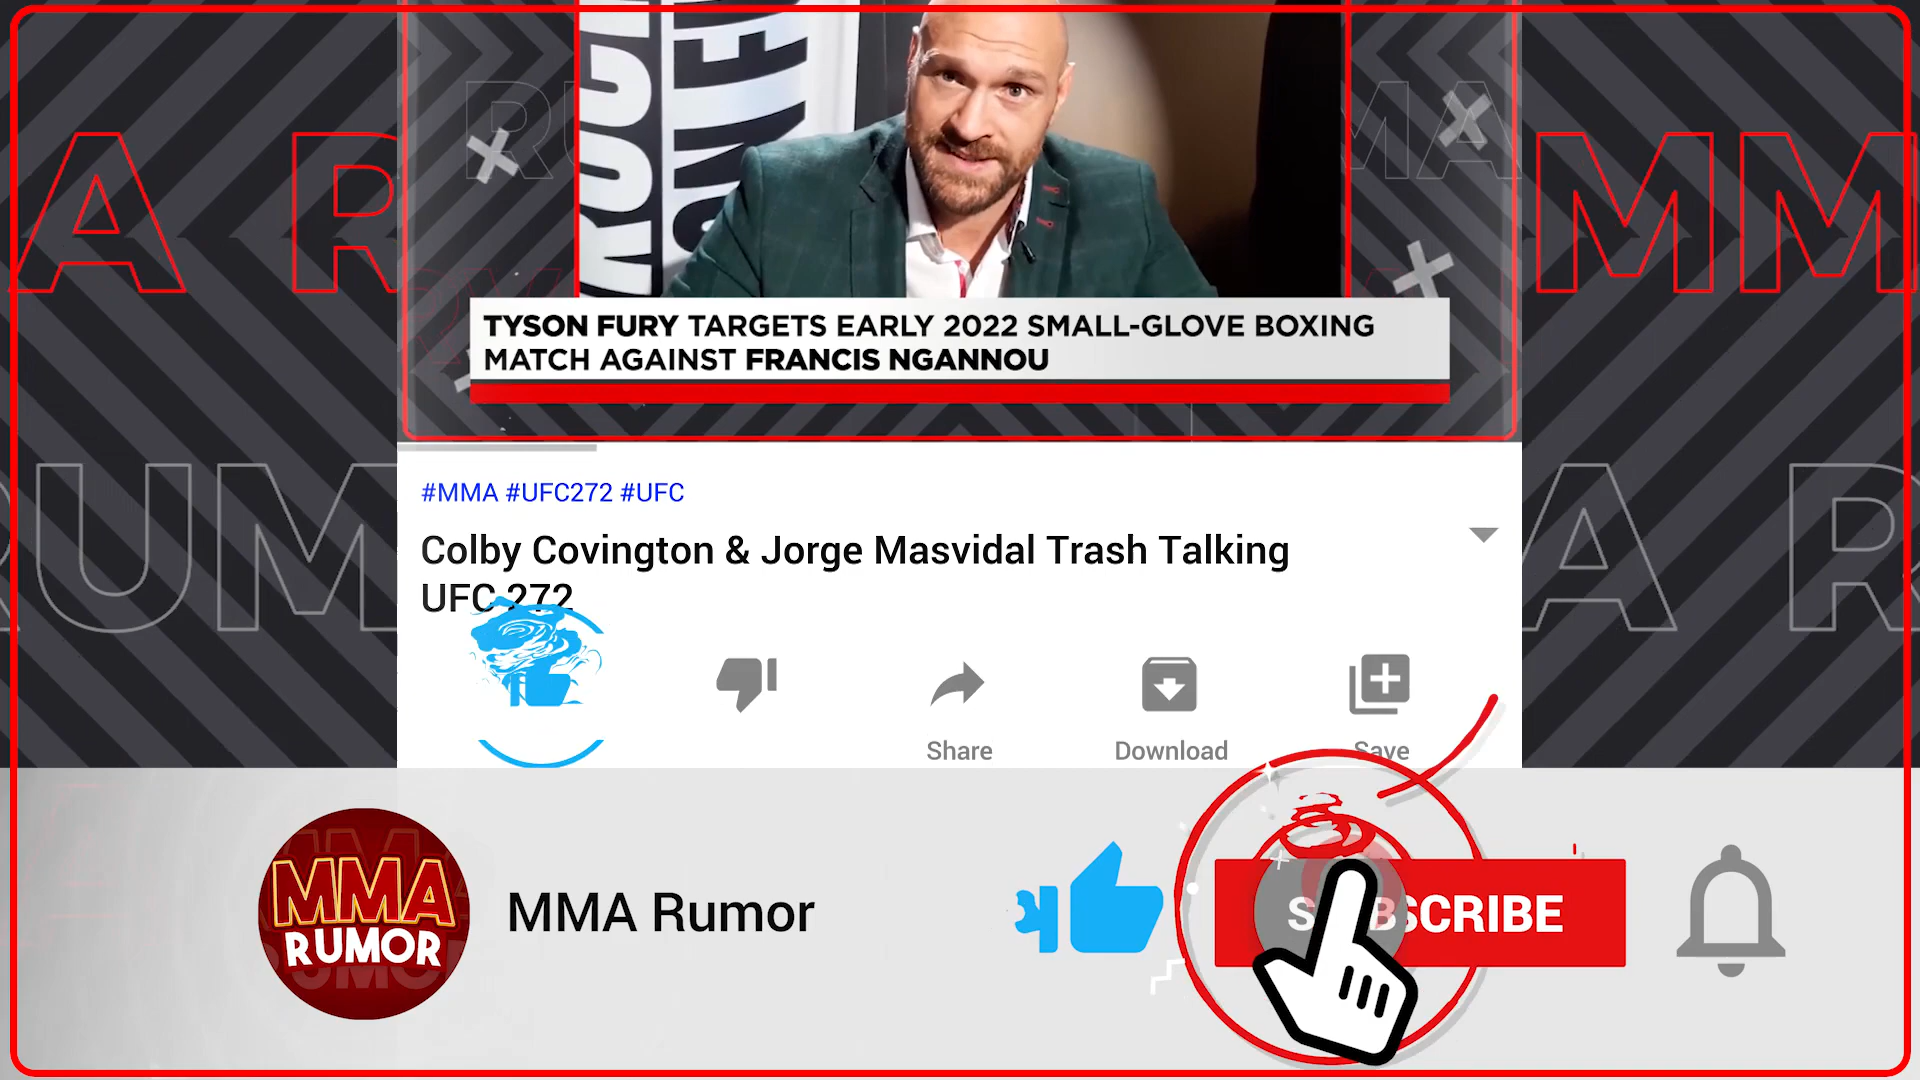 TYSON FURY TARGETS EARLY 2022 SMALL-GLOVE BOXING
MATCH AGAINST FRANCIS NGANNOU
#MMA #UFC272 #UFC
Colby Covington & Jorge Masvidal Trash Talking
UFC 272
Share
Download
Save
MMA
RUMOR
MMA Rumor
SUBSCRIBE